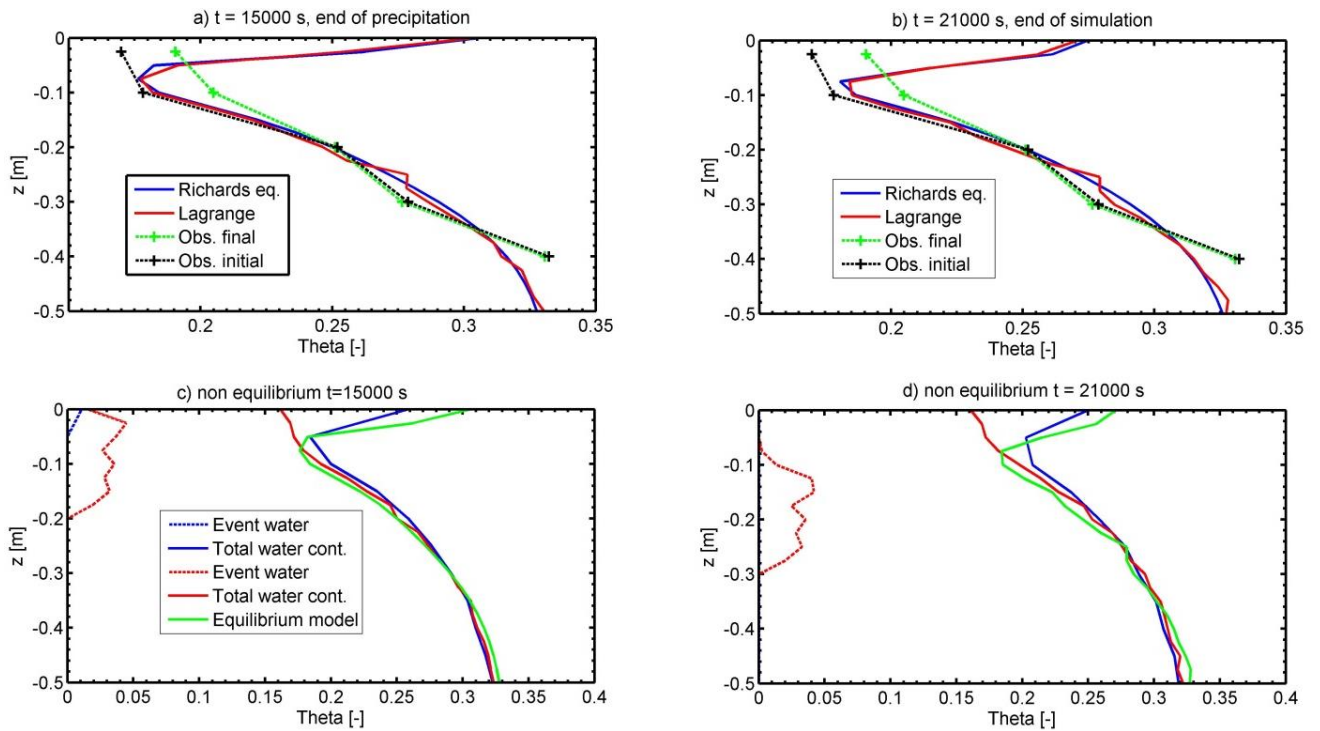 a) t = 15000 s, end of precipitation
0
-0.1
-0.2
-0.3
-0.4
-0.5
z [m]
Richards eq.
Lagrange
Obs. final
Obs. initial
0.2
0.25
0.3
0.35
Theta [-]
b) t = 21000 s, end of simulation
0
-0.1
-0.2
-0.3
-0.4
-0.5
z [m]
Richards eq.
Lagrange
Obs. final
Obs. initial
0.2
0.25
0.3
0.35
Theta [-]
c) non equilibrium t=15000 s
0
-0.1
-0.2
-0.3
-0.4
-0.5
z [m]
Event water
Total water cont.
Event water
Total water cont.
Equilibrium model
0
0.05
0.1
0.15
0.2
0.25
0.3
0.35
0.4
Theta [-]
d) non equilibrium t = 21000 s
0
-0.1
-0.2
-0.3
-0.4
-0.5
z [m]
0
0.05
0.1
0.15
0.2
0.25
0.3
0.35
0.4
Theta [-]